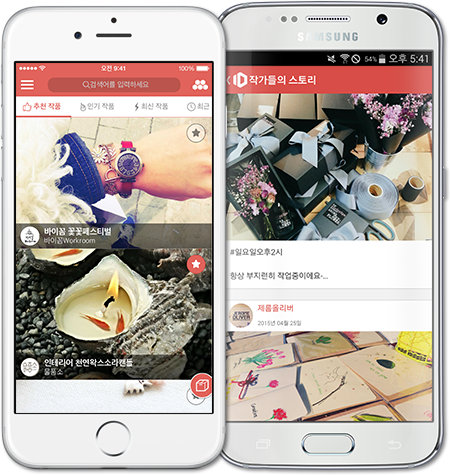 오전 9:41
100%
검색어를 입력하세요
추천 작품
인기 작품
최신 작품
최근
바이꼼 꽃꽃페스티벌
바이꼼Workroom
인테리어 천연왁스소라캔들
물품소
SAMSUNG
54% 오후 5:41
작가들의 스토리
#일요일오후2시
항상 부지런히 작업중이에요-...
제롬올리버
2015년 04월 25일